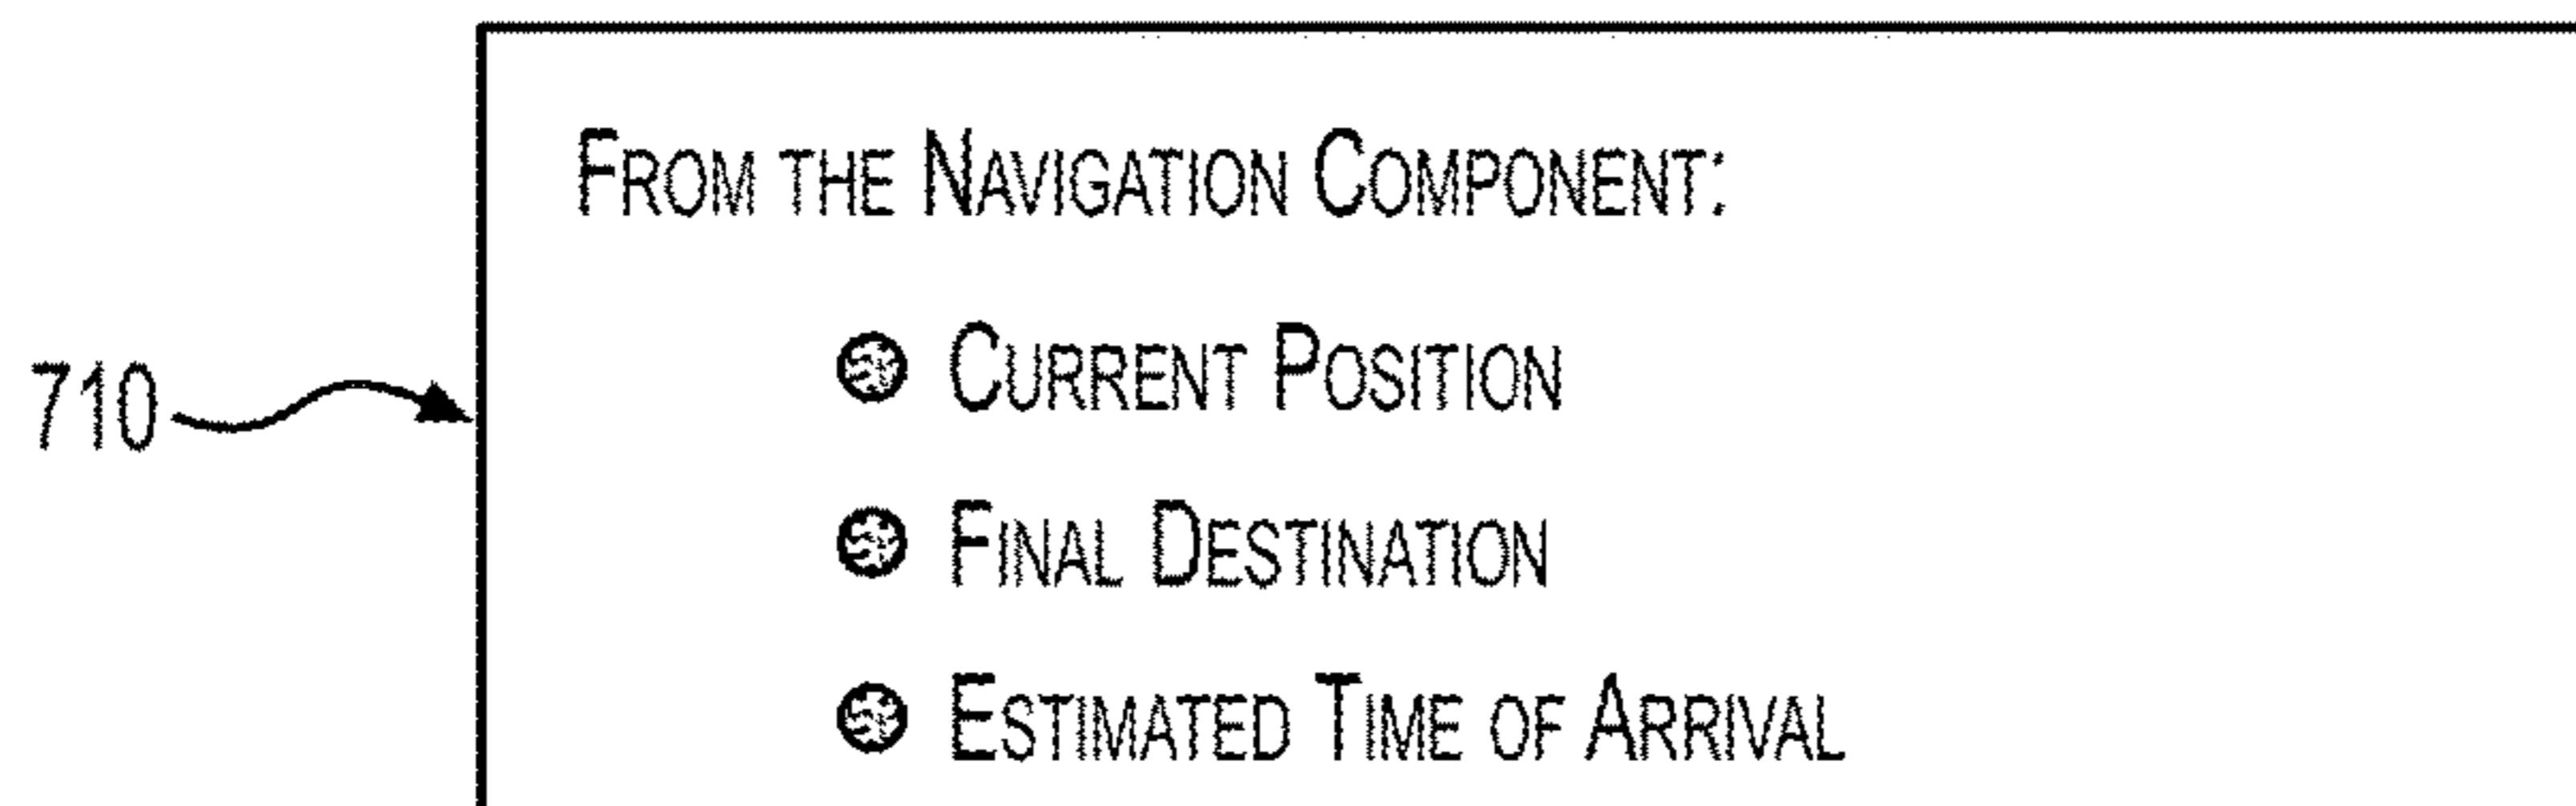 From the Navigation Component:
Current Position
710
Final Destination
Estimated Time of Arrival